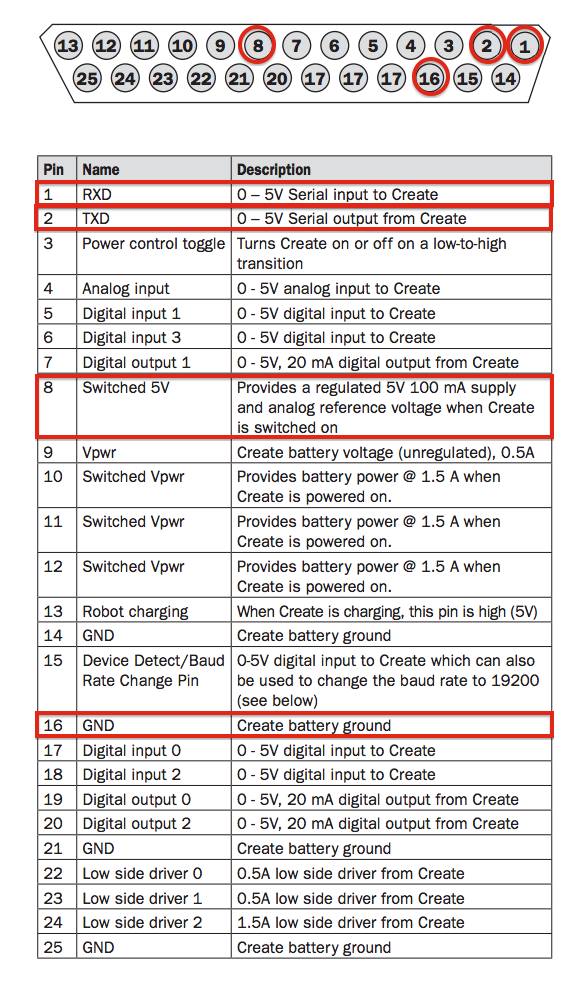 13 12 11 10 9 8 7 6 5 4 3 2 1
25 24 23 22 21 20 17 17 17 16 15 14
Pin Name Description
1 RXD 0 – 5V Serial input to Create
2 TXD 0 – 5V Serial output from Create
3 Power control toggle Turns Create on or off on a low-to-high
transition
4 Analog input 0 - 5V analog input to Create
5 Digital input 1 0 - 5V digital input to Create
6 Digital input 3 0 - 5V digital input to Create
7 Digital output 1 0 - 5V, 20 mA digital output from Create
8 Switched 5V Provides a regulated 5V 100 mA supply
and analog reference voltage when Create
is switched on
9 Vpwr Create battery voltage (unregulated), 0.5A
10 Switched Vpwr Provides battery power @ 1.5 A when
Create is powered on.
11 Switched Vpwr Provides battery power @ 1.5 A when
Create is powered on.
12 Switched Vpwr Provides battery power @ 1.5 A when
Create is powered on.
13 Robot charging When Create is charging, this pin is high (5V)
14 GND Create battery ground
15 Device Detect/Baud 0-5V digital input to Create which can also
Rate Change Pin be used to change the baud rate to 19200
(see below)
16 GND Create battery ground
17 Digital input 0 0 - 5V digital input to Create
18 Digital input 2 0 - 5V digital input to Create
19 Digital output 0 0 - 5V, 20 mA digital output from Create
20 Digital output 2 0 - 5V, 20 mA digital output from Create
21 GND Create battery ground
22 Low side driver 0 0.5A low side driver from Create
23 Low side driver 1 0.5A low side driver from Create
24 Low side driver 2 1.5A low side driver from Create
25 GND Create battery ground